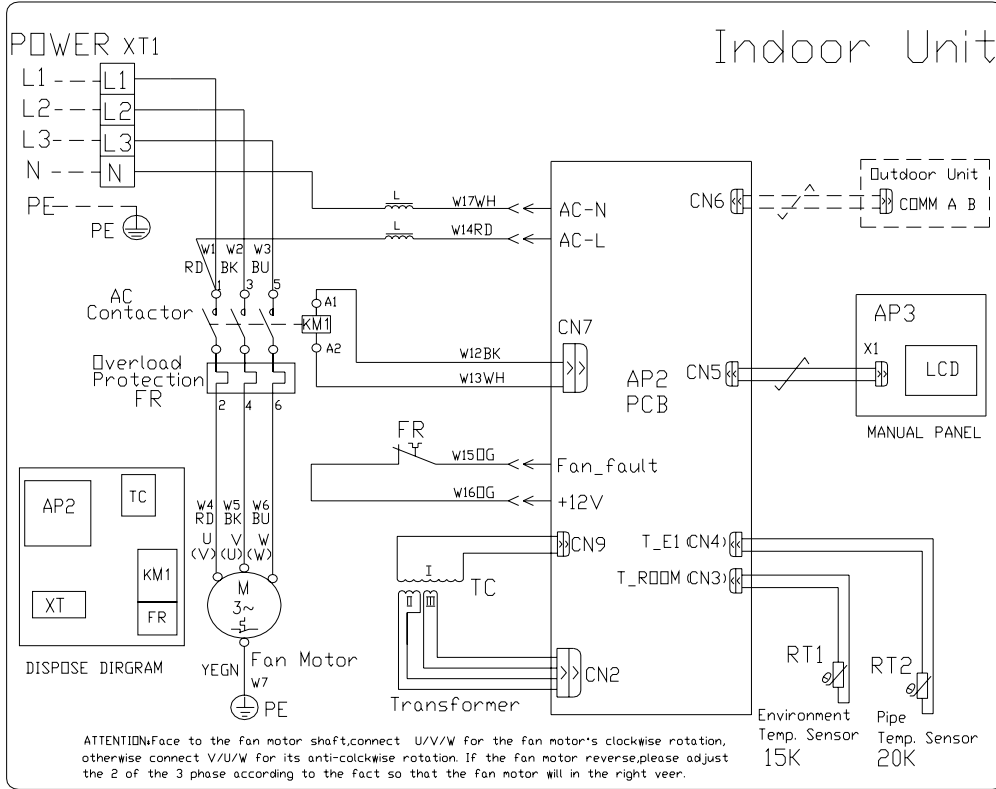 Indoor Unit
POWER XT1
L1 L1
L2 L2
L3 L3
N N
PE
PE
L
W17WH
AC-N
L
W14RD
AC-L
CN6
Outdoor Unit
COMM A B
W1 W2 W3
RD BK BU
1 3 5
AC
Contactor
KM1
A1
A2
CN7
W12BK
W13WH
Overload
Protection
FR
2 4 6
AP2
PCB
CN5
AP3
X1
LCD
MANUAL PANEL
FR
W15OG
Fan_fault
W16OG
+12V
AP2
TC
KM1
XT
FR
DISPOSE DIRGRAM
W4 W5 W6
RD BK BU
U V W
(V) (U) (W)
M
3~
Fan Motor
YEGN
W7
PE
CN9
I
TC
II III
CN2
Transformer
T_E1 (CN4)
T_ROOM (CN3)
RT1
θ
RT2
θ
Environment
Temp. Sensor
15K
Pipe
Temp. Sensor
20K
ATTENTION:Face to the fan motor shaft,connect U/V/W for the fan motor's clockwise rotation,
otherwise connect V/U/W for its anti-colckwise rotation. If the fan motor reverse,please adjust
the 2 of the 3 phase according to the fact so that the fan motor will in the right veer.